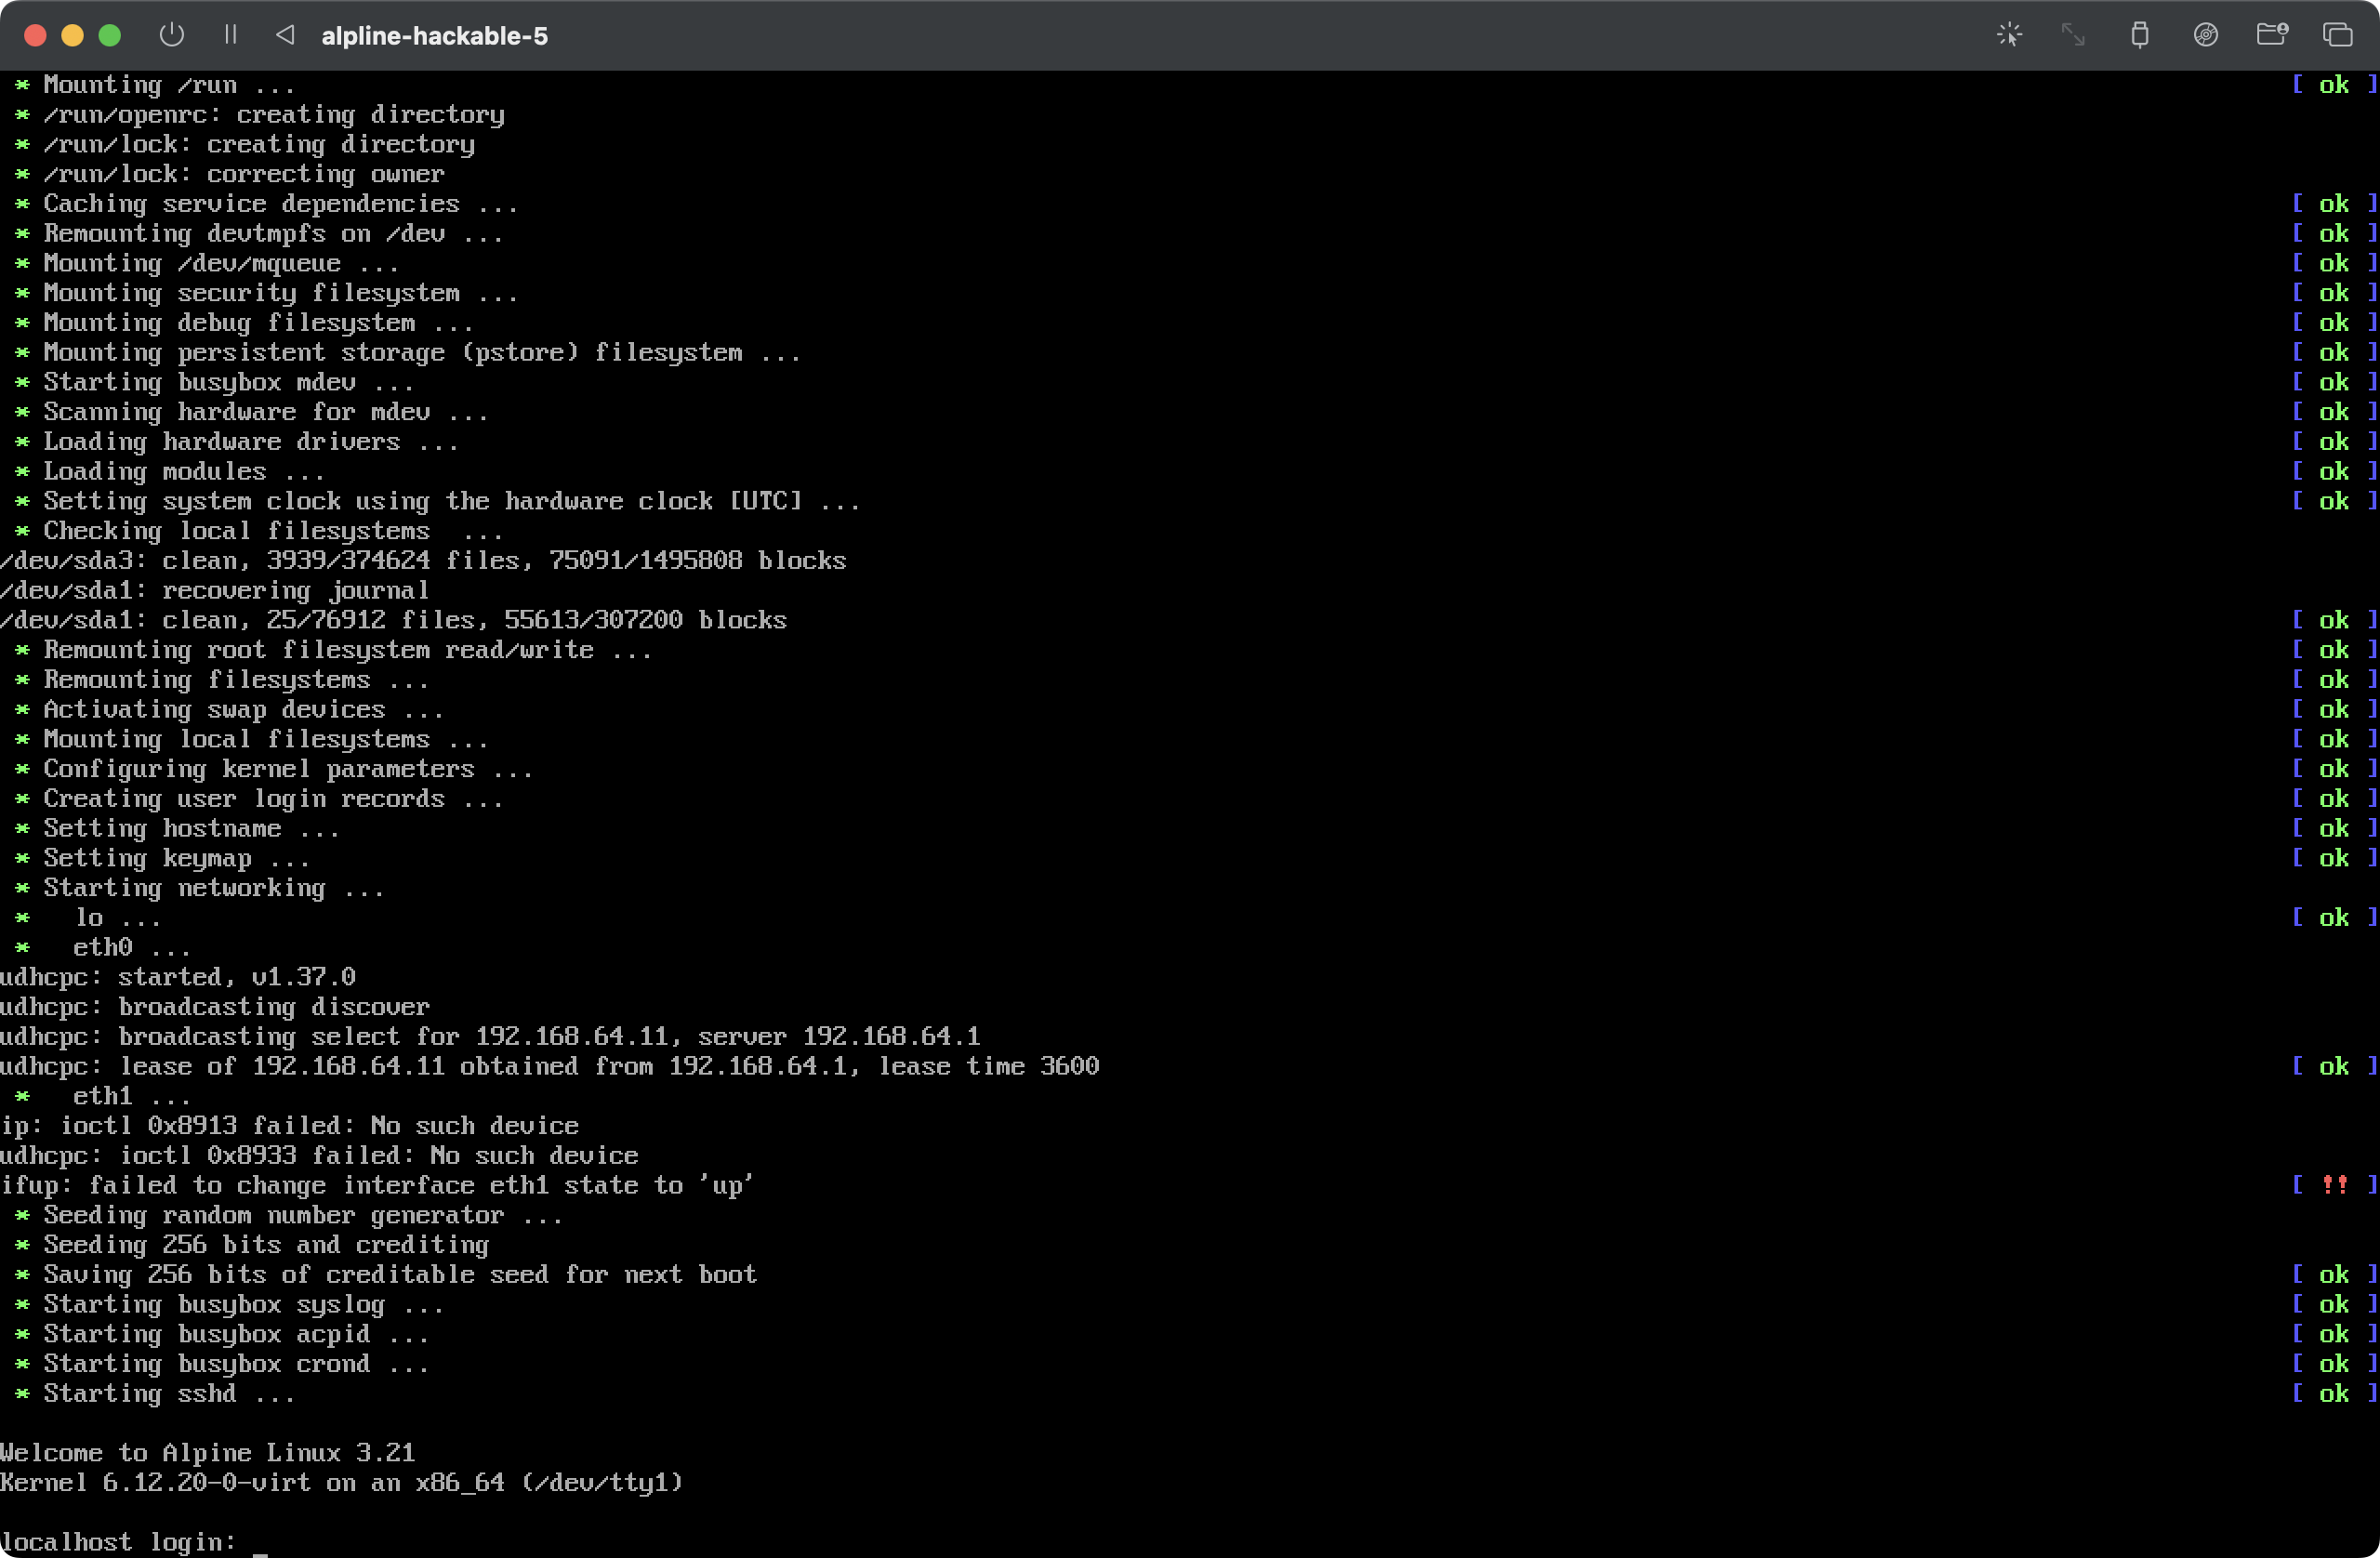 alpline-hackable-5
* Mounting /run ... [ ok ]
* /run/openrc: creating directory
* /run/lock: creating directory
* /run/lock: correcting owner
* Caching service dependencies ... [ ok ]
* Remounting devtmpfs on /dev ... [ ok ]
* Mounting /dev/mqueue ... [ ok ]
* Mounting security filesystem ... [ ok ]
* Mounting debug filesystem ... [ ok ]
* Mounting persistent storage (pstore) filesystem ... [ ok ]
* Starting busybox mdev ... [ ok ]
* Scanning hardware for mdev ... [ ok ]
* Loading hardware drivers ... [ ok ]
* Loading modules ... [ ok ]
* Setting system clock using the hardware clock [UTC] ... [ ok ]
* Checking local filesystems  ...
/dev/sda3: clean, 3939/374624 files, 75091/1495808 blocks
/dev/sda1: recovering journal
/dev/sda1: clean, 25/76912 files, 55613/307200 blocks [ ok ]
* Remounting root filesystem read/write ... [ ok ]
* Remounting filesystems ... [ ok ]
* Activating swap devices ... [ ok ]
* Mounting local filesystems ... [ ok ]
* Configuring kernel parameters ... [ ok ]
* Creating user login records ... [ ok ]
* Setting hostname ... [ ok ]
* Setting keymap ... [ ok ]
* Starting networking ...
*   lo ... [ ok ]
*   eth0 ...
udhcpc: started, v1.37.0
udhcpc: broadcasting discover
udhcpc: broadcasting select for 192.168.64.11, server 192.168.64.1
udhcpc: lease of 192.168.64.11 obtained from 192.168.64.1, lease time 3600 [ ok ]
*   eth1 ...
ip: ioctl 0x8913 failed: No such device
udhcpc: ioctl 0x8933 failed: No such device
ifup: failed to change interface eth1 state to 'up' [ !! ]
* Seeding random number generator ...
* Seeding 256 bits and crediting
* Saving 256 bits of creditable seed for next boot [ ok ]
* Starting busybox syslog ... [ ok ]
* Starting busybox acpid ... [ ok ]
* Starting busybox crond ... [ ok ]
* Starting sshd ... [ ok ]
Welcome to Alpine Linux 3.21
Kernel 6.12.20-0-virt on an x86_64 (/dev/tty1)
localhost login: _